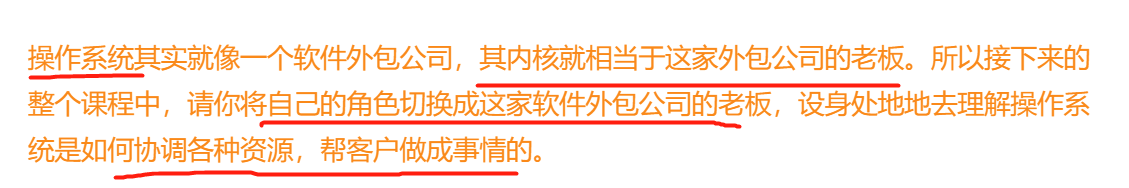 操作系统其实就像一个软件外包公司，其内核就相当于这家外包公司的老板。所以接下来的
整个课程中，请你将自己的角色切换成这家软件外包公司的老板，设身处地地去理解操作系
统是如何协调各种资源，帮客户做成事情的。